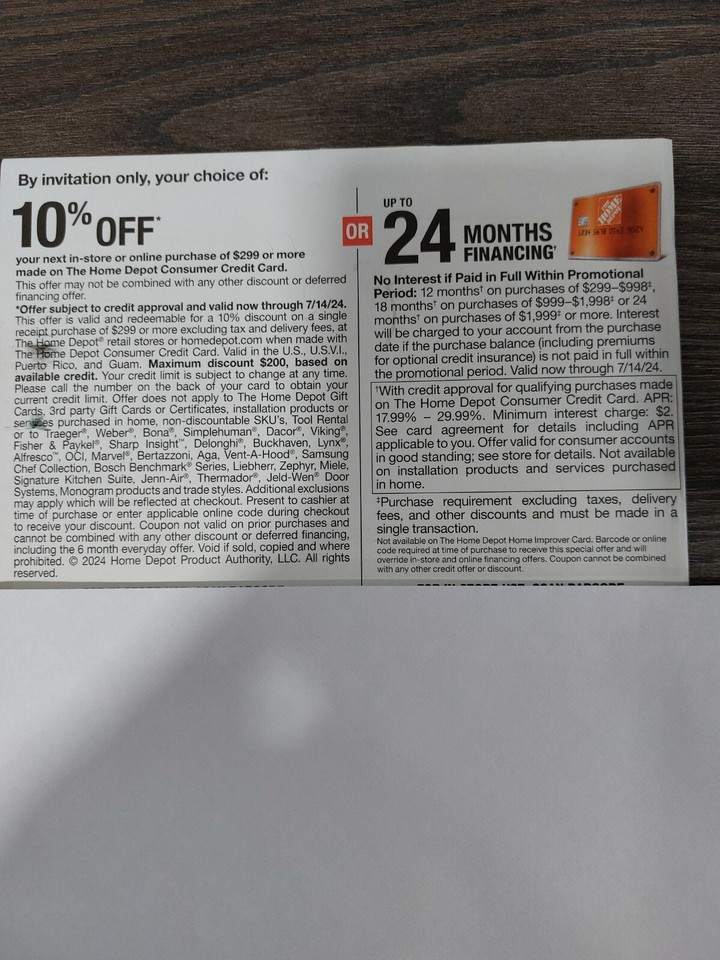 By invitation only, your choice of:
10% OFF*
your next in-store or online purchase of $299 or more
made on The Home Depot Consumer Credit Card.
This offer may not be combined with any other discount or deferred
financing offer.
*Offer subject to credit approval and valid now through 7/14/24.
This offer is valid and redeemable for a 10% discount on a single
receipt purchase of $299 or more excluding tax and delivery fees, at
The Home Depot® retail stores or homedepot.com when made with
The Home Depot Consumer Credit Card. Valid in the U.S., U.S.V.I.,
Puerto Rico, and Guam. Maximum discount $200, based on
available credit. Your credit limit is subject to change at any time.
Please call the number on the back of your card to obtain your
current credit limit. Offer does not apply to The Home Depot Gift
Cards, 3rd party Gift Cards or Certificates, installation products or
services purchased in home, non-discountable SKU's, Tool Rental
or to Traeger®, Weber®, Bona®, Simplehuman®, Dacor®, Viking®,
Fisher & Paykel®, Sharp Insight™, Delonghi®, Buckhaven, Lynx®,
Alfresco™, OCI, Marvel®, Bertazzoni, Aga, Vent-A-Hood®, Samsung
Chef Collection, Bosch Benchmark® Series, Liebherr, Zephyr, Miele,
Signature Kitchen Suite, Jenn-Air®, Thermador®, Jeld-Wen® Door
Systems, Monogram products and trade styles. Additional exclusions
may apply which will be reflected at checkout. Present to cashier at
time of purchase or enter applicable online code during checkout
to receive your discount. Coupon not valid on prior purchases and
cannot be combined with any other discount or deferred financing,
including the 6 month everyday offer. Void if sold, copied and where
prohibited. © 2024 Home Depot Product Authority, LLC. All rights
reserved.
OR
UP TO
24 MONTHS
FINANCING†
THE HOME DEPOT
No Interest if Paid in Full Within Promotional
Period: 12 months† on purchases of $299–$998‡,
18 months† on purchases of $999–$1,998‡ or 24
months† on purchases of $1,999‡ or more. Interest
will be charged to your account from the purchase
date if the purchase balance (including premiums
for optional credit insurance) is not paid in full within
the promotional period. Valid now through 7/14/24.
†With credit approval for qualifying purchases made
on The Home Depot Consumer Credit Card. APR:
17.99% – 29.99%. Minimum interest charge: $2.
See card agreement for details including APR
applicable to you. Offer valid for consumer accounts
in good standing; see store for details. Not available
on installation products and services purchased
in home.
‡Purchase requirement excluding taxes, delivery
fees, and other discounts and must be made in a
single transaction.
Not available on The Home Depot Home Improver Card. Barcode or online
code required at time of purchase to receive this special offer and will
override in-store and online financing offers. Coupon cannot be combined
with any other credit offer or discount.